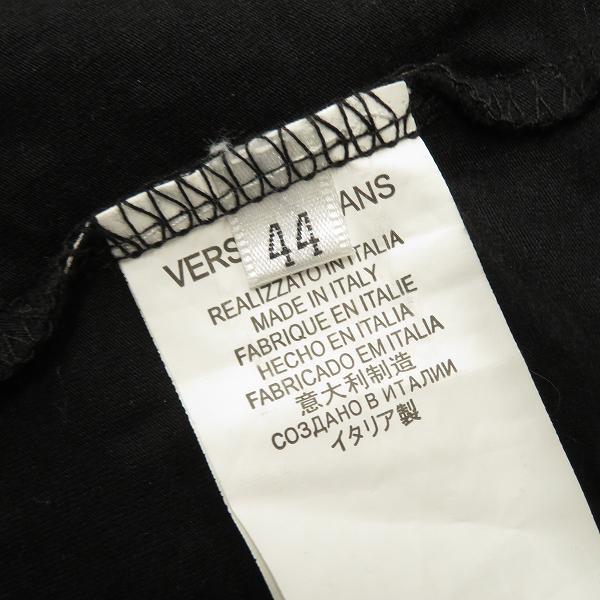 VERS ANS
44
REALIZZATO IN ITALIA
MADE IN ITALY
FABRIQUE EN ITALIE
HECHO EN ITALIA
FABRICADO EM ITALIA
意大利制造
СОЗДАНО В ИТАЛИИ
イタリア製